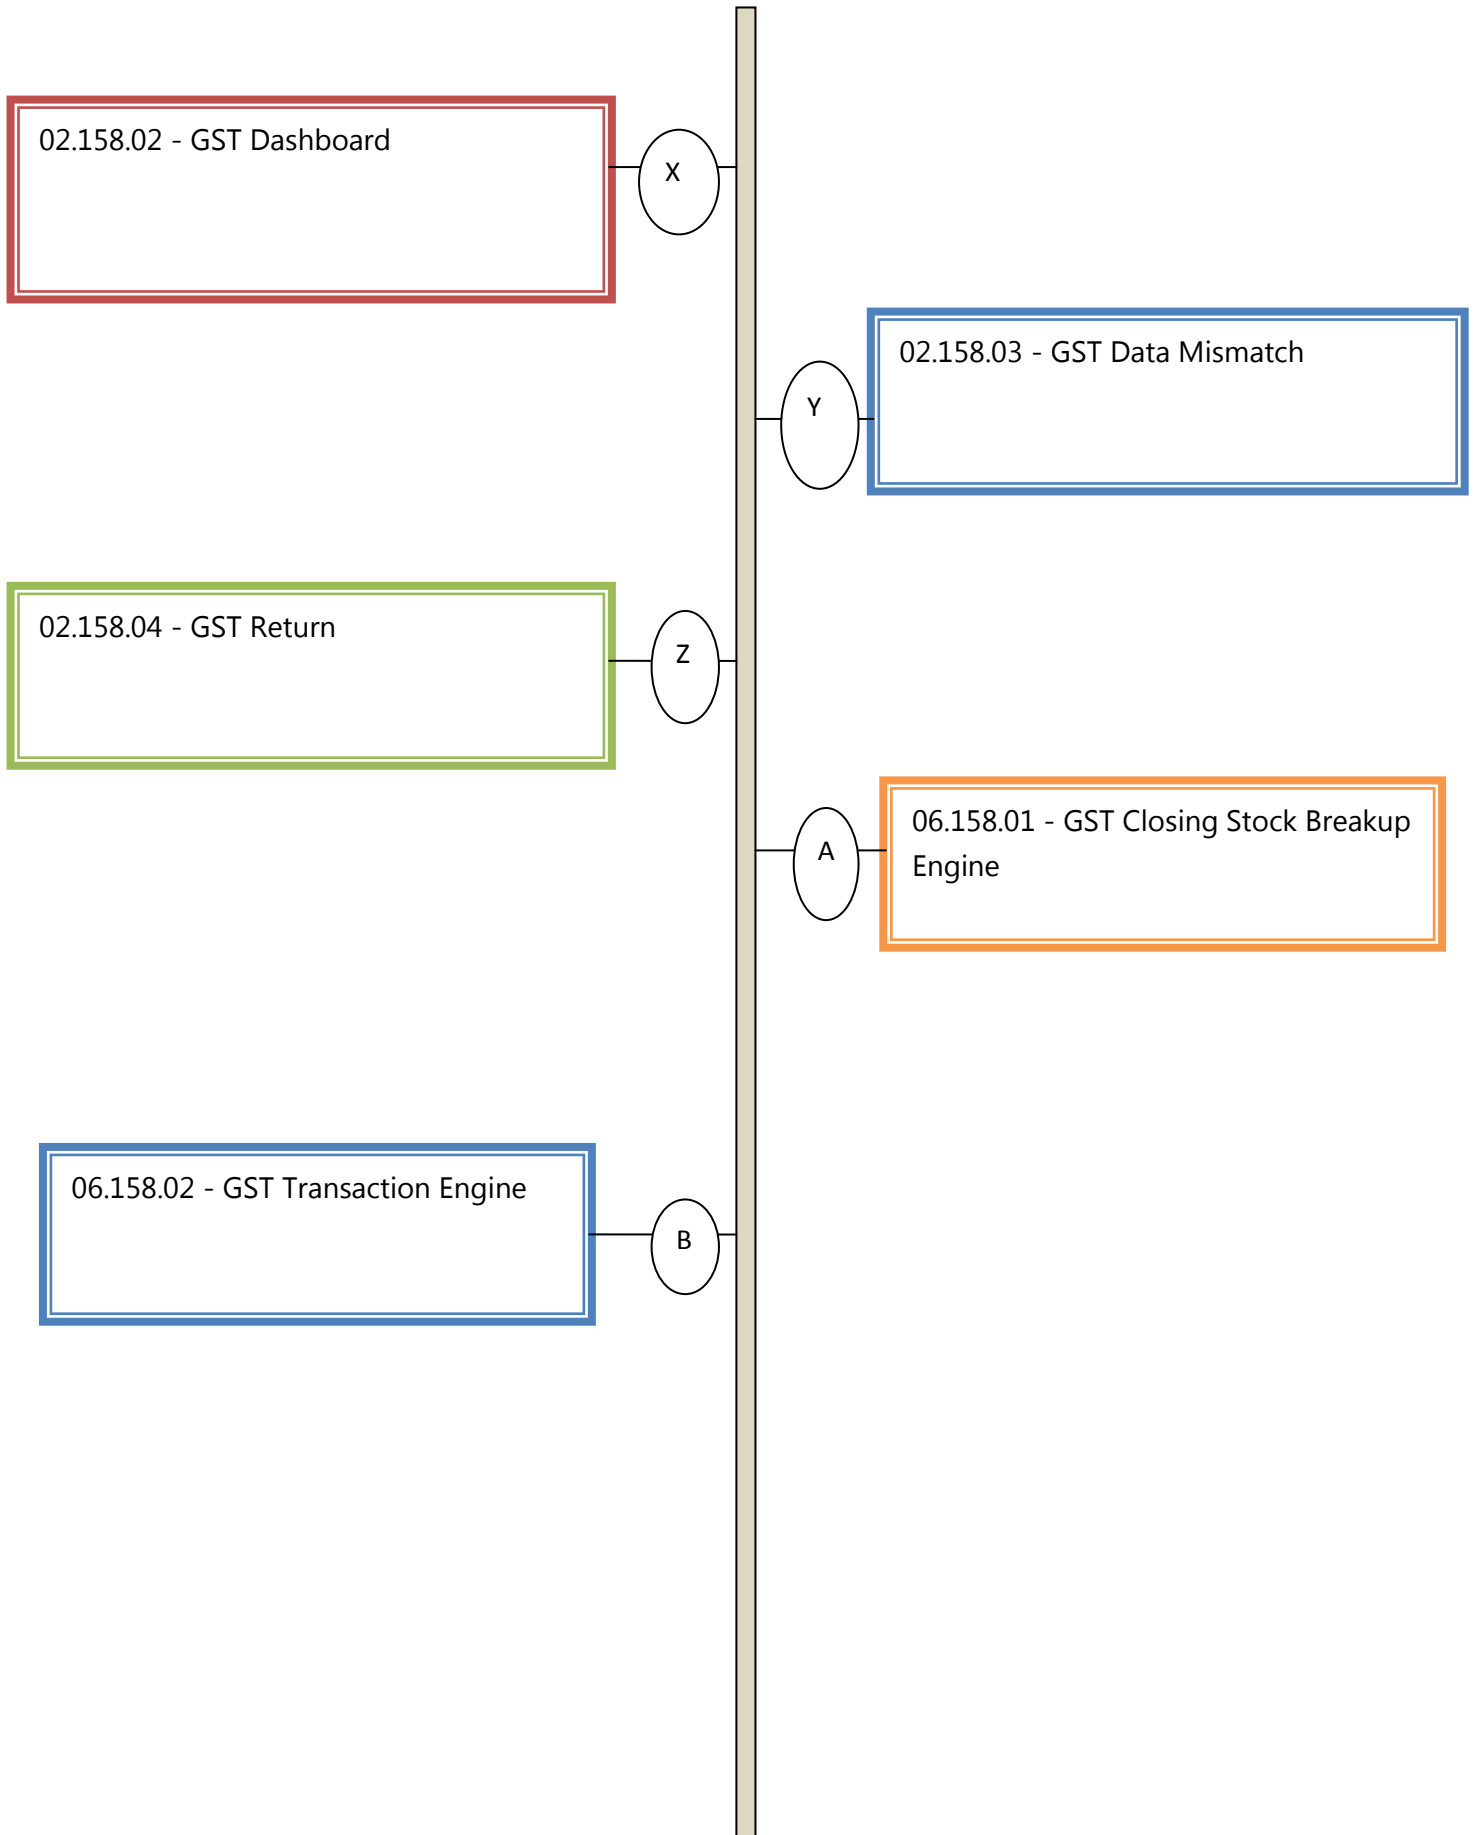 02.158.02 - GST Dashboard
X
02.158.03 - GST Data Mismatch
Y
02.158.04 - GST Return
Z
06.158.01 - GST Closing Stock Breakup
Engine
A
06.158.02 - GST Transaction Engine
B